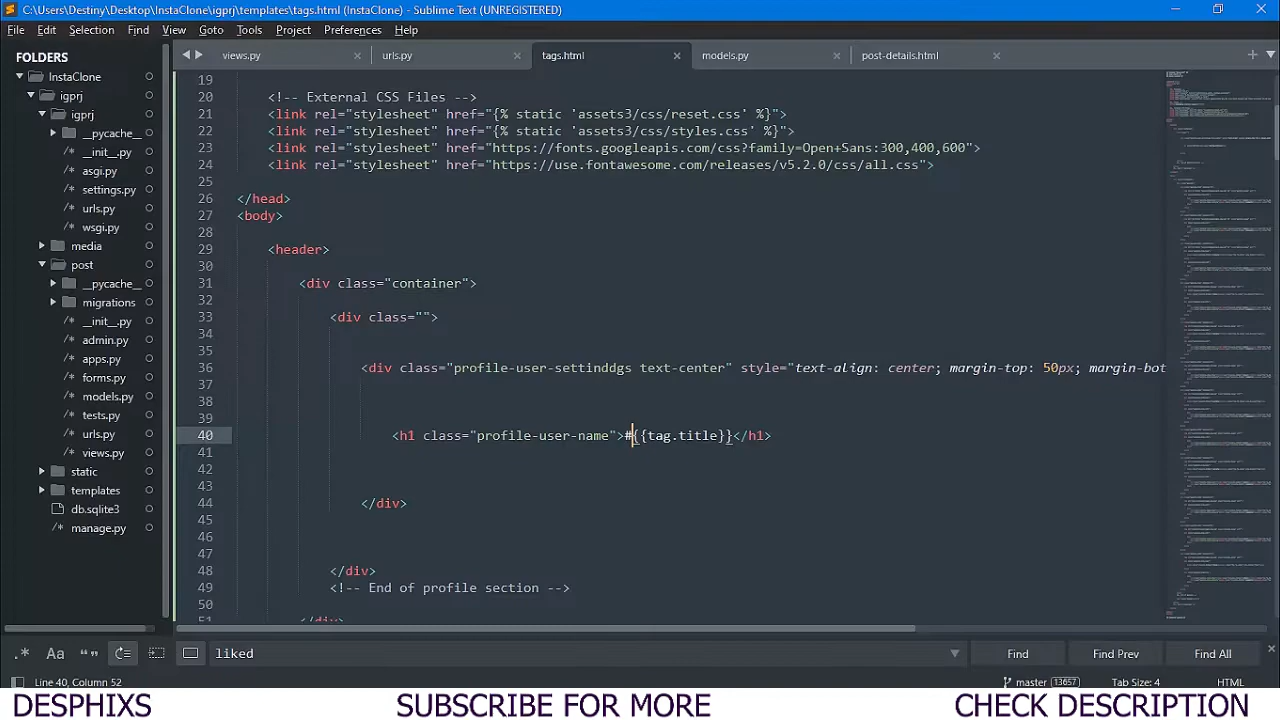 C:\Users\Destiny\Desktop\InstaClone\igprj\templates\tags.html (InstaClone) - Sublime Text (UNREGISTERED)
File Edit Selection Find View Goto Tools Project Preferences Help
FOLDERS
InstaClone
igprj
igprj
__pycache__
__init__.py
asgi.py
settings.py
urls.py
wsgi.py
media
post
__pycache__
migrations
__init__.py
admin.py
apps.py
forms.py
models.py
tests.py
urls.py
views.py
static
templates
db.sqlite3
manage.py
views.py urls.py tags.html models.py post-details.html
19
20 <!-- External CSS Files -->
21 <link rel="stylesheet" href="{% static 'assets3/css/reset.css' %}">
22 <link rel="stylesheet" href="{% static 'assets3/css/styles.css' %}">
23 <link rel="stylesheet" href="https://fonts.googleapis.com/css?family=Open+Sans:300,400,600">
24 <link rel="stylesheet" href="https://use.fontawesome.com/releases/v5.2.0/css/all.css">
25
26 </head>
27 <body>
28
29 <header>
30
31 <div class="container">
32
33 <div class="">
34
35
36 <div class="profile-user-settinddgs text-center" style="text-align: center; margin-top: 50px; margin-bot
37
38
39
40 <h1 class="profile-user-name">#{{tag.title}}</h1>
41
42
43
44 </div>
45
46
47
48 </div>
49 <!-- End of profile section -->
50
51 </div>
liked
Find Find Prev Find All
Line 40, Column 52
master 13657 Tab Size: 4 HTML
DESPHIXS SUBSCRIBE FOR MORE CHECK DESCRIPTION